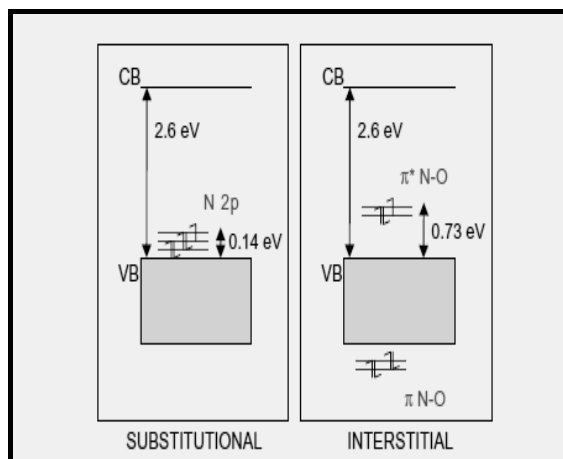 CB
2.6 eV
N 2p
0.14 eV
VB
SUBSTITUTIONAL
CB
2.6 eV
π* N-O
0.73 eV
VB
π N-O
INTERSTITIAL